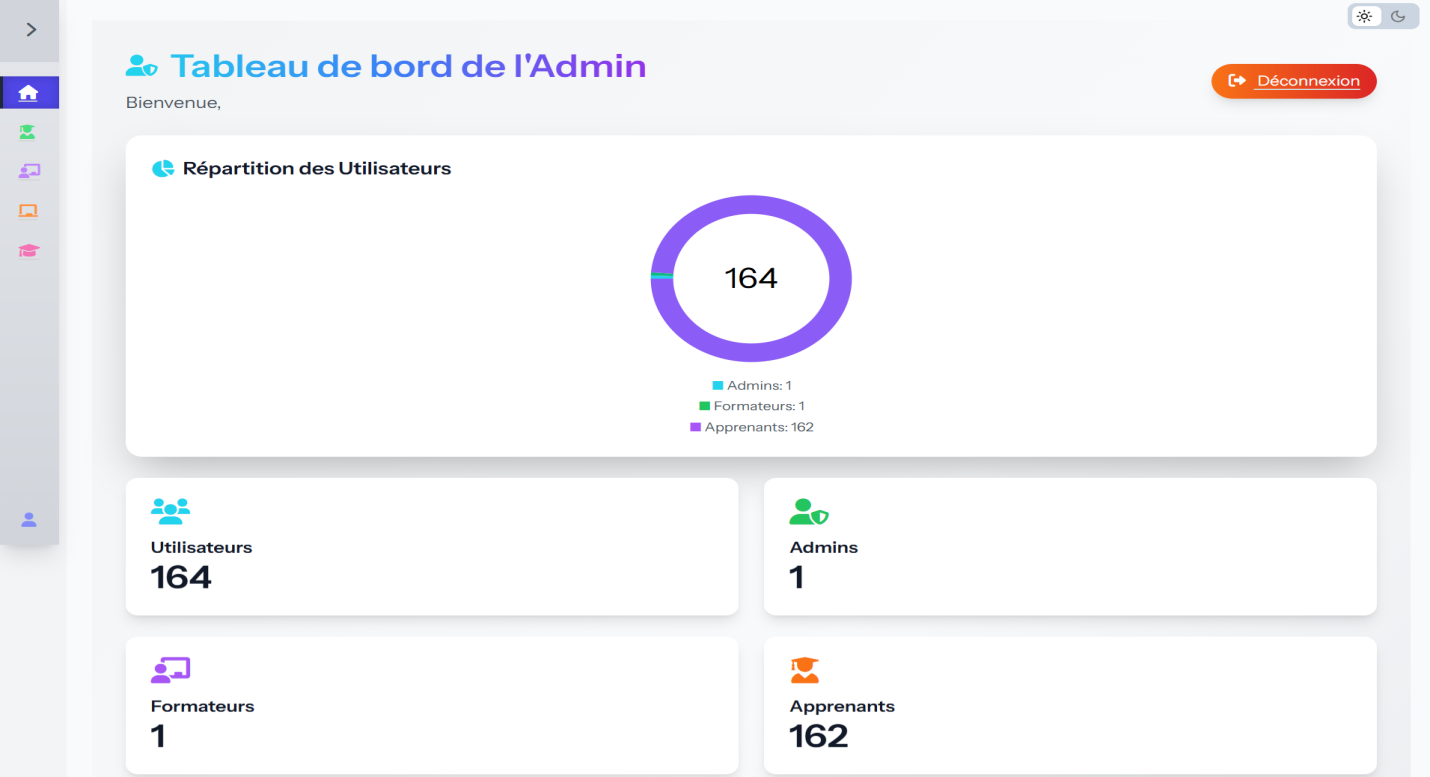 Tableau de bord de l'Admin
Bienvenue,
Déconnexion
Répartition des Utilisateurs
164
Admins: 1
Formateurs: 1
Apprenants: 162
Utilisateurs
164
Admins
1
Formateurs
1
Apprenants
162